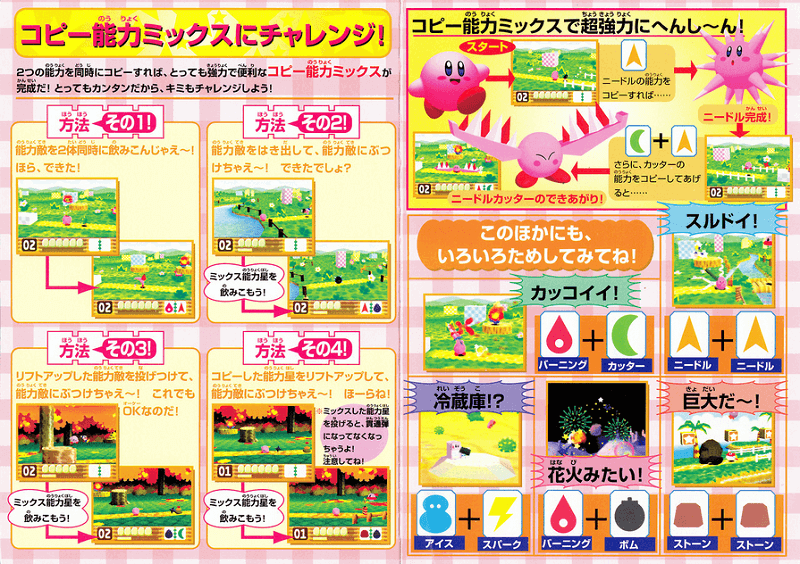 コピー能力ミックスにチャレンジ!
2つの能力を同時にコピーすれば、とっても強力で便利なコピー能力ミックスが
完成だ! とってもカンタンだから、キミもチャレンジしよう!
方法 その1!
能力敵を2体同時に飲みこんじゃえ〜!
ほら、できた!
02
02
方法 その2!
能力敵をはき出して、能力敵にぶつ
けちゃえ〜! できたでしょ?
02
ミックス能力星を
飲みこもう!
02
方法 その3!
リフトアップした能力敵を投げつけて、
能力敵にぶつけちゃえ〜! これでも
OKなのだ!
02
ミックス能力星を
飲みこもう!
02
方法 その4!
コピーした能力星をリフトアップして、
能力敵にぶつけちゃえ〜! ほーらね!
※ミックスした能力星
を投げると、貫通弾
になってなくなっ
ちゃうよ!
注意してね!
01
ミックス能力星を
飲みこもう!
01
コピー能力ミックスで超強力にへんし〜ん!
スタート
02
ニードルの能力を
コピーすれば……
ニードル完成!
02
さらに、カッターの
能力をコピーしてあげ
ると……
02
ニードルカッターのできあがり!
このほかにも、
いろいろためしてみてね!
スルドイ!
ニードル + ニードル
カッコイイ!
バーニング + カッター
冷蔵庫!?
アイス + スパーク
花火みたい!
バーニング + ボム
巨大だ〜!
ストーン + ストーン